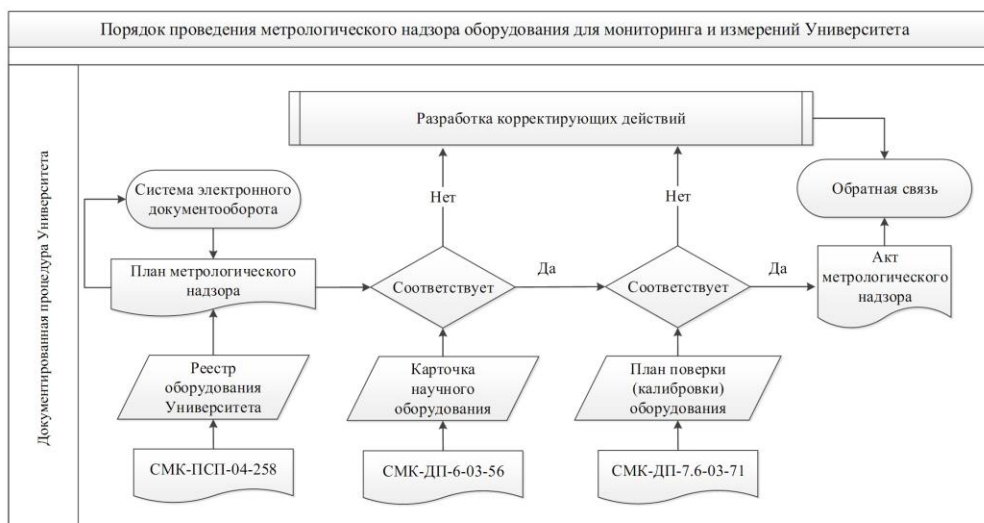 Порядок проведения метрологического надзора оборудования для мониторинга и измерений Университета
Документированная процедура Университета
Разработка корректирующих действий
Система электронного
документооборота
Нет
Нет
Обратная связь
План метрологического
надзора
Соответствует
Да
Соответствует
Да
Акт
метрологического
надзора
Реестр
оборудования
Университета
Карточка
научного
оборудования
План поверки
(калибровки)
оборудования
СМК-ПСП-04-258
СМК-ДП-6-03-56
СМК-ДП-7.6-03-71